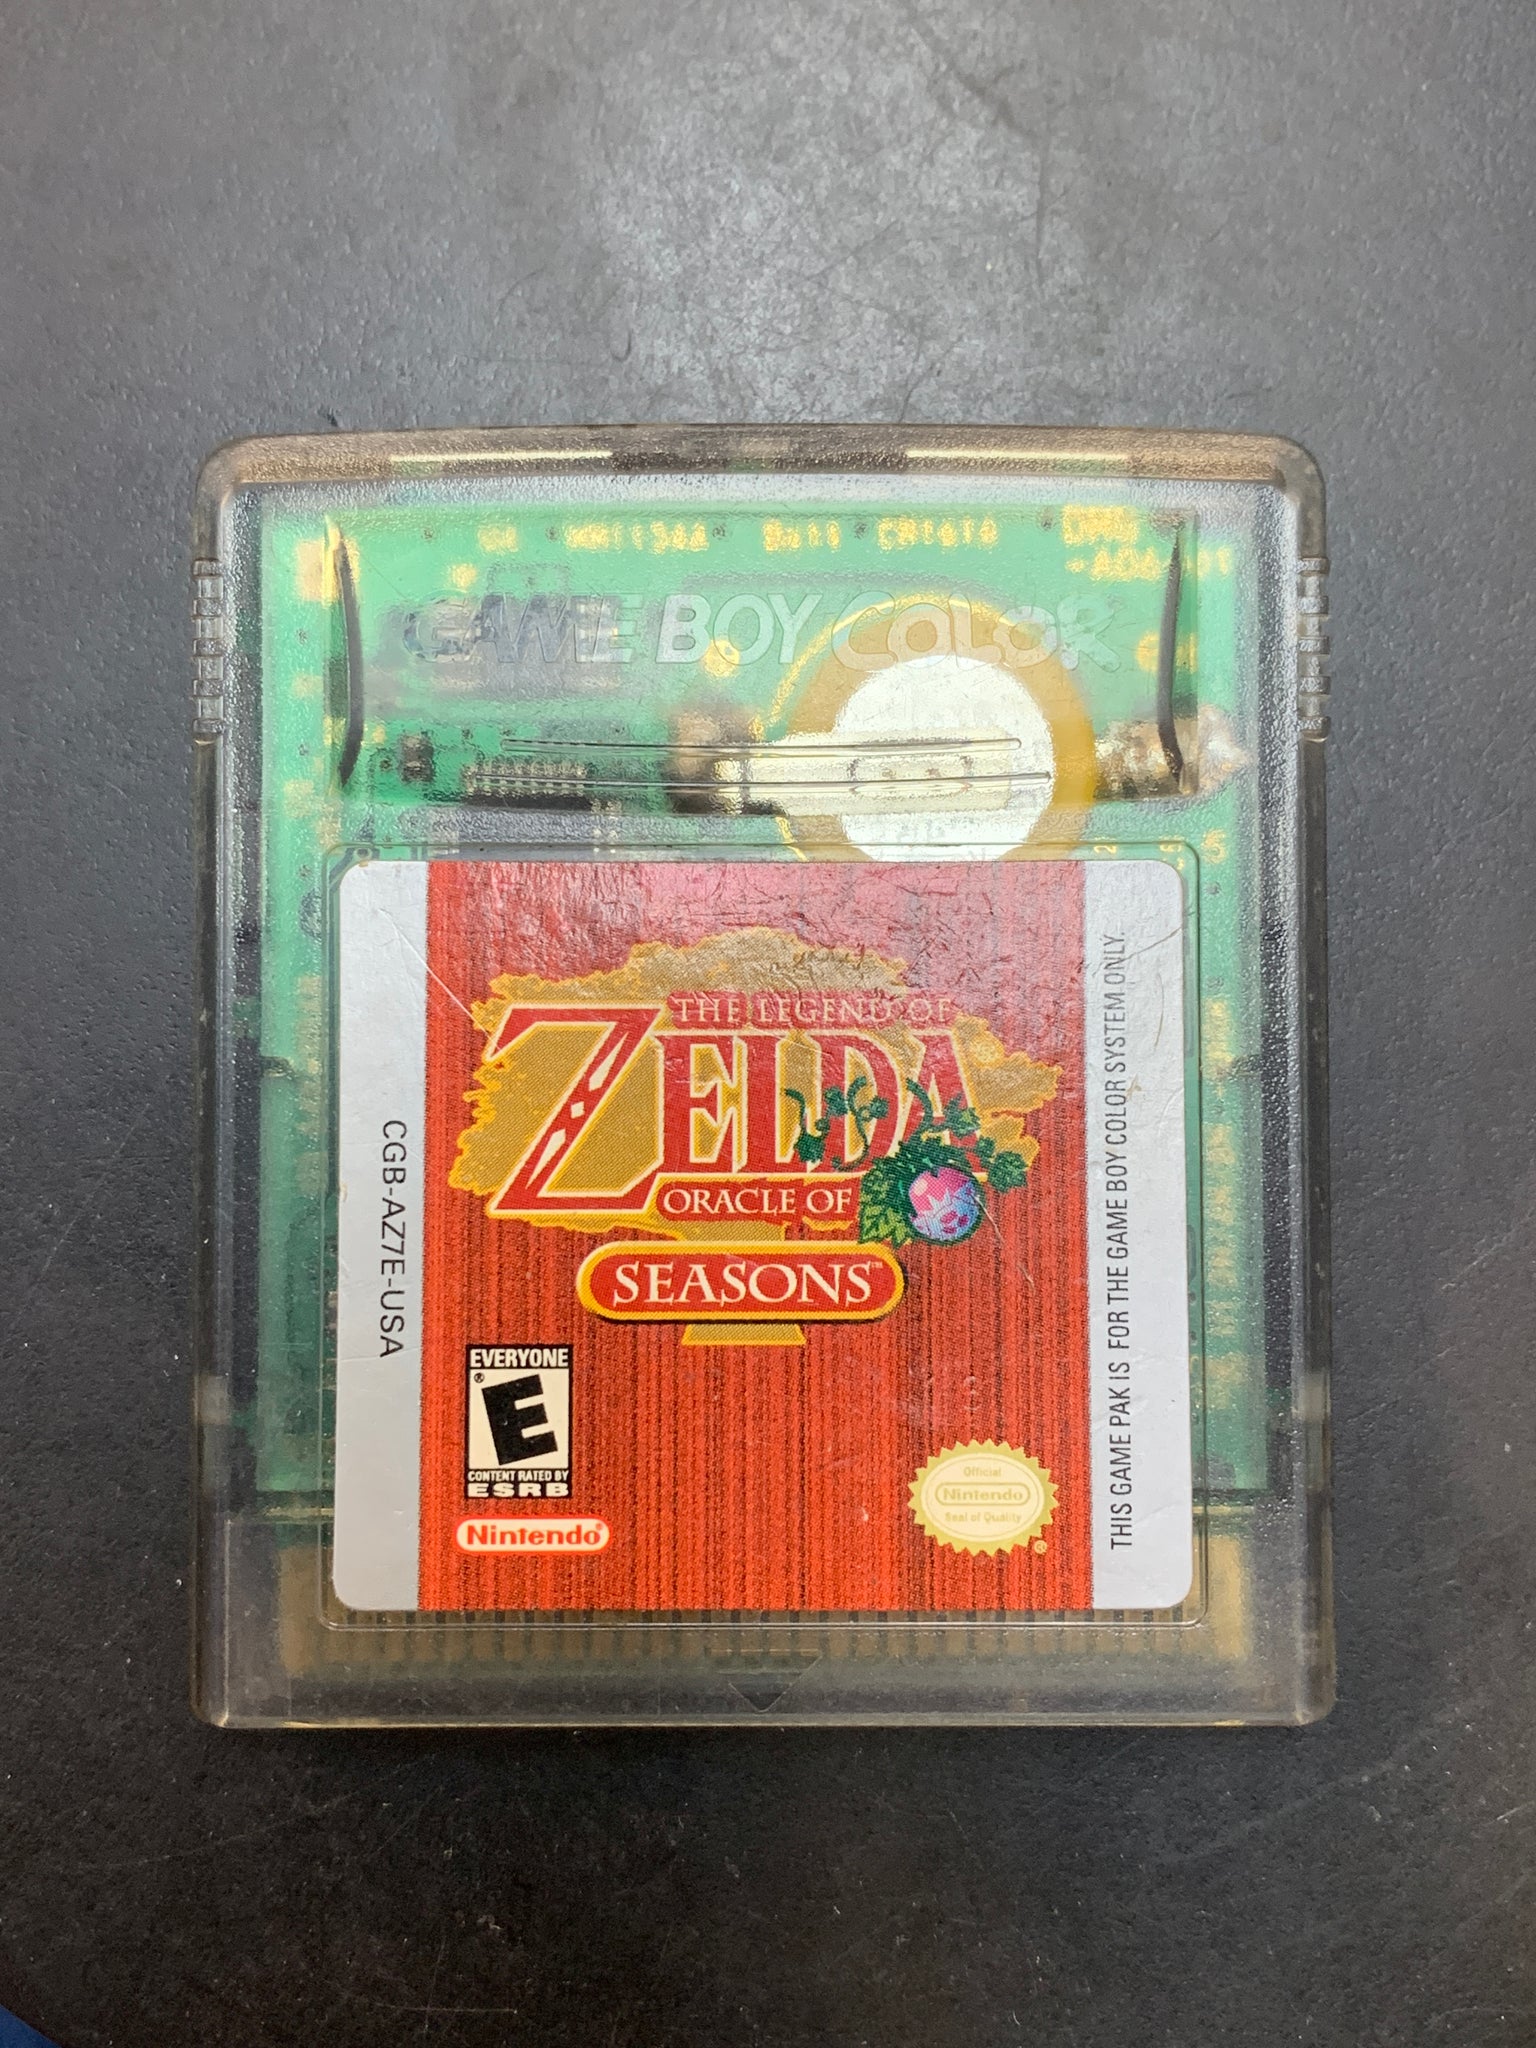 GAME BOY COLOR
THE LEGEND OF
ZELDA
ORACLE OF
SEASONS™
CGB-AZ7E-USA
THIS GAME PAK IS FOR THE GAME BOY COLOR SYSTEM ONLY.
EVERYONE
E®
CONTENT RATED BY
ESRB
Nintendo®
Official
Nintendo
Seal of Quality
®